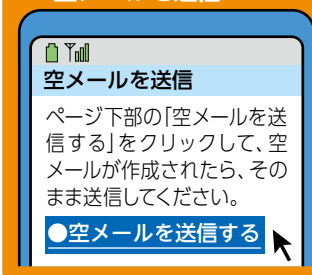 空メールを送信
ページ下部の「空メールを送
信する」をクリックして、空
メールが作成されたら、その
まま送信してください。
●空メールを送信する